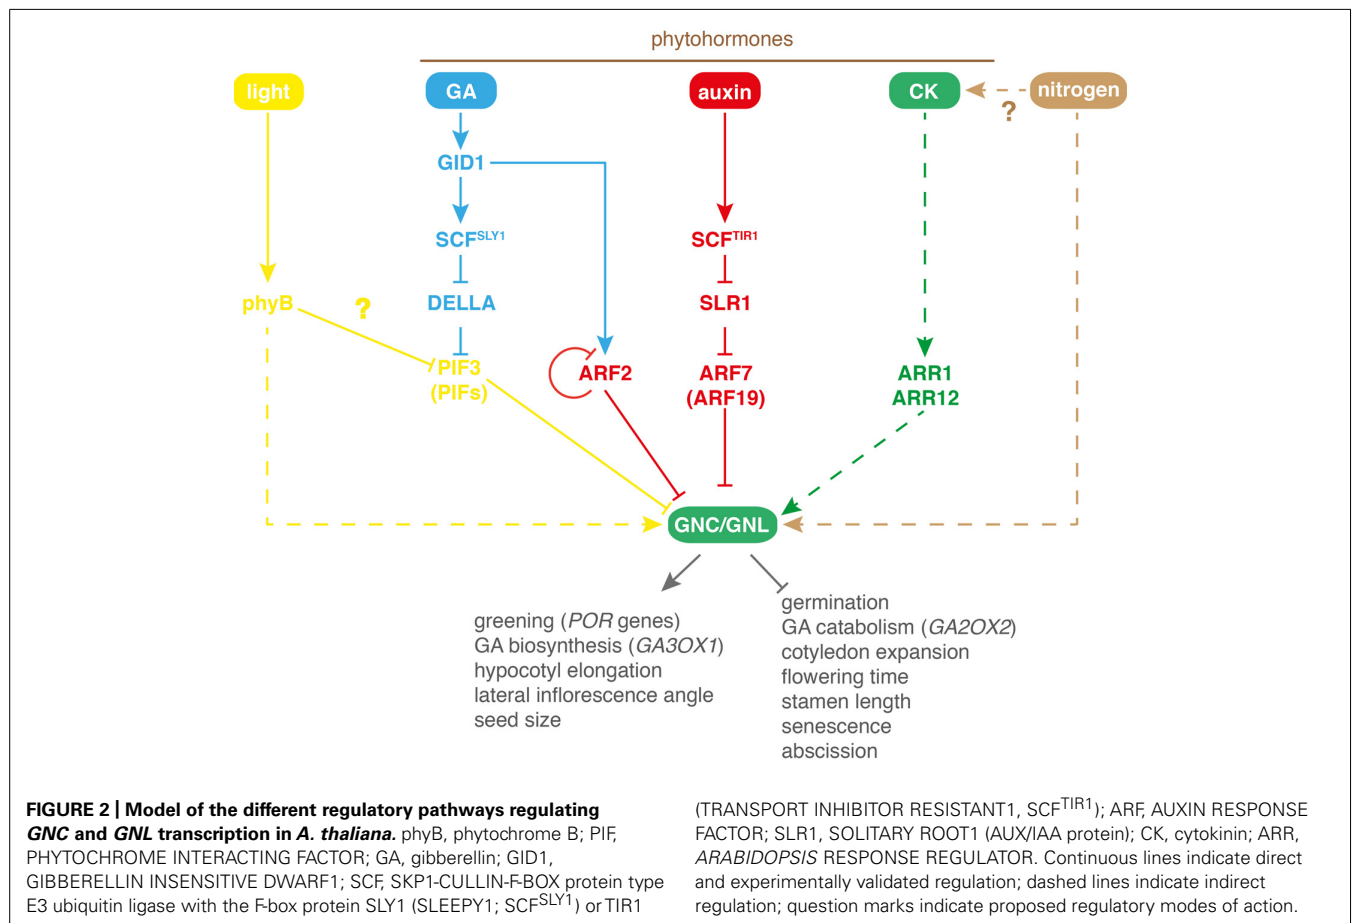 phytohormones
light
GA
auxin
CK
nitrogen
?
GID1
SCFSLY1
SCFTIR1
phyB
?
DELLA
SLR1
PIF3
(PIFs)
ARF2
ARF7
(ARF19)
ARR1
ARR12
GNC/GNL
greening (POR genes)
GA biosynthesis (GA3OX1)
hypocotyl elongation
lateral inflorescence angle
seed size
germination
GA catabolism (GA2OX2)
cotyledon expansion
flowering time
stamen length
senescence
abscission
FIGURE 2 | Model of the different regulatory pathways regulating
GNC and GNL transcription in A. thaliana. phyB, phytochrome B; PIF,
PHYTOCHROME INTERACTING FACTOR; GA, gibberellin; GID1,
GIBBERELLIN INSENSITIVE DWARF1; SCF, SKP1-CULLIN-F-BOX protein type
E3 ubiquitin ligase with the F-box protein SLY1 (SLEEPY1; SCFSLY1) or TIR1
(TRANSPORT INHIBITOR RESISTANT1, SCFTIR1); ARF, AUXIN RESPONSE
FACTOR; SLR1, SOLITARY ROOT1 (AUX/IAA protein); CK, cytokinin; ARR,
ARABIDOPSIS RESPONSE REGULATOR. Continuous lines indicate direct
and experimentally validated regulation; dashed lines indicate indirect
regulation; question marks indicate proposed regulatory modes of action.